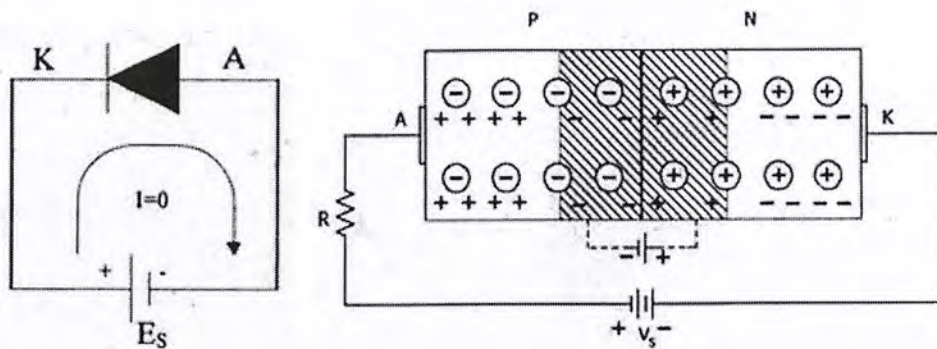 P N
K A
A K
I=0
R
+ -
- +
E_S
+ V_s -